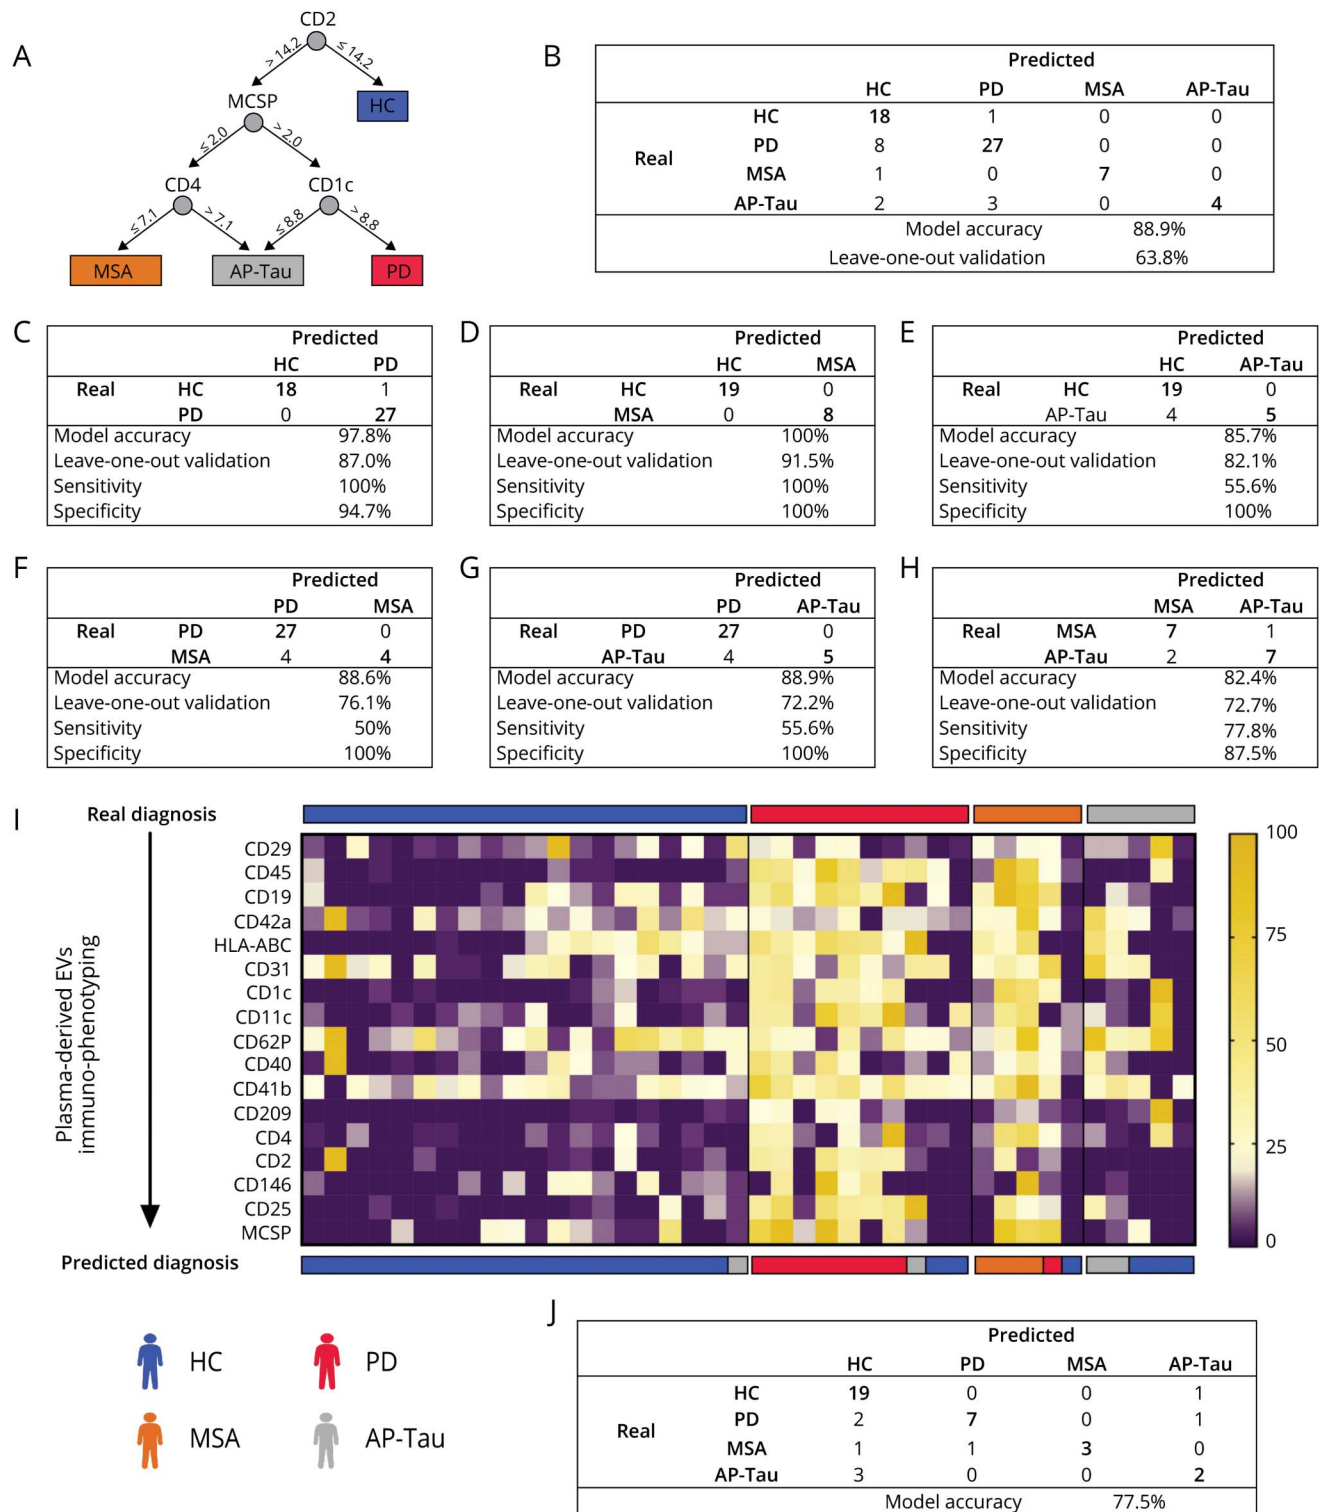 A
CD2
> 14.2
≤ 14.2
MCSP
HC
≤ 2.0
> 2.0
CD4
CD1c
≤ 7.1
> 7.1
≤ 8.8
> 8.8
MSA
AP-Tau
PD
B
Predicted
HC PD MSA AP-Tau
HC 18 1 0 0
PD 8 27 0 0
Real
MSA 1 0 7 0
AP-Tau 2 3 0 4
Model accuracy 88.9%
Leave-one-out validation 63.8%
C
Predicted
HC PD
Real HC 18 1
PD 0 27
Model accuracy 97.8%
Leave-one-out validation 87.0%
Sensitivity 100%
Specificity 94.7%
D
Predicted
HC MSA
Real HC 19 0
MSA 0 8
Model accuracy 100%
Leave-one-out validation 91.5%
Sensitivity 100%
Specificity 100%
E
Predicted
HC AP-Tau
Real HC 19 0
AP-Tau 4 5
Model accuracy 85.7%
Leave-one-out validation 82.1%
Sensitivity 55.6%
Specificity 100%
F
Predicted
PD MSA
Real PD 27 0
MSA 4 4
Model accuracy 88.6%
Leave-one-out validation 76.1%
Sensitivity 50%
Specificity 100%
G
Predicted
PD AP-Tau
Real PD 27 0
AP-Tau 4 5
Model accuracy 88.9%
Leave-one-out validation 72.2%
Sensitivity 55.6%
Specificity 100%
H
Predicted
MSA AP-Tau
Real MSA 7 1
AP-Tau 2 7
Model accuracy 82.4%
Leave-one-out validation 72.7%
Sensitivity 77.8%
Specificity 87.5%
I
Real diagnosis
Plasma-derived EVs
immuno-phenotyping
CD29
CD45
CD19
CD42a
HLA-ABC
CD31
CD1c
CD11c
CD62P
CD40
CD41b
CD209
CD4
CD2
CD146
CD25
MCSP
Predicted diagnosis
100
75
50
25
0
HC
PD
MSA
AP-Tau
J
Predicted
HC PD MSA AP-Tau
HC 19 0 0 1
PD 2 7 0 1
Real
MSA 1 1 3 0
AP-Tau 3 0 0 2
Model accuracy 77.5%